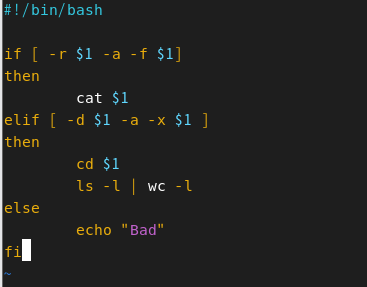 #!/bin/bash

if [ -r $1 -a -f $1]
then
        cat $1
elif [ -d $1 -a -x $1 ]
then
        cd $1
        ls -l | wc -l
else
        echo "Bad"
fi
~